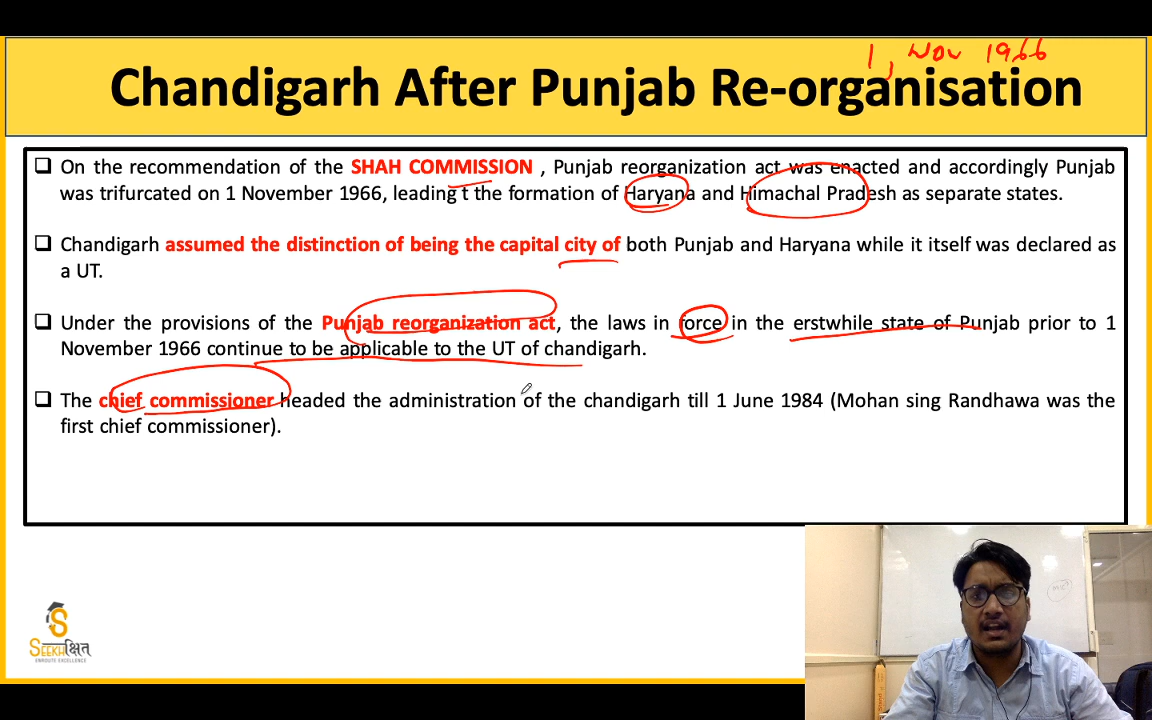 1, Nov 1966
Chandigarh After Punjab Re-organisation
❑ On the recommendation of the SHAH COMMISSION , Punjab reorganization act was enacted and accordingly Punjab
was trifurcated on 1 November 1966, leading t the formation of Haryana and Himachal Pradesh as separate states.
❑ Chandigarh assumed the distinction of being the capital city of both Punjab and Haryana while it itself was declared as
a UT.
❑ Under the provisions of the Punjab reorganization act, the laws in force in the erstwhile state of Punjab prior to 1
November 1966 continue to be applicable to the UT of chandigarh.
❑ The chief commissioner headed the administration of the chandigarh till 1 June 1984 (Mohan sing Randhawa was the
first chief commissioner).
S
SEEKHक्षित
ENROUTE EXCELLENCE